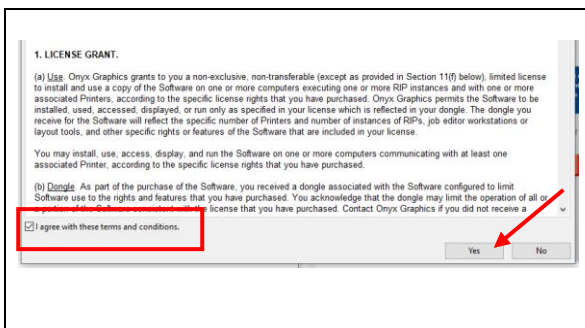 1. LICENSE GRANT.
(a) Use. Onyx Graphics grants to you a non-exclusive, non-transferable (except as provided in Section 11(f) below), limited license
to install and use a copy of the Software on one or more computers executing one or more RIP instances and with one or more
associated Printers, according to the specific license rights that you have purchased. Onyx Graphics permits the Software to be
installed, used, accessed, displayed, or run only as specified in your license which is reflected in your dongle. The dongle you
receive for the Software will reflect the specific number of Printers and number of instances of RIPs, job editor workstations or
layout tools, and other specific rights or features of the Software that are included in your license.
You may install, use, access, display, and run the Software on one or more computers communicating with at least one
associated Printer, according to the specific license rights that you have purchased.
(b) Dongle. As part of the purchase of the Software, you received a dongle associated with the Software configured to limit
Software use to the rights and features that you have purchased. You acknowledge that the dongle may limit the operation of all or
a portion of the Software consistent with the license that you have purchased. Contact Onyx Graphics if you did not receive a
I agree with these terms and conditions.
Yes No